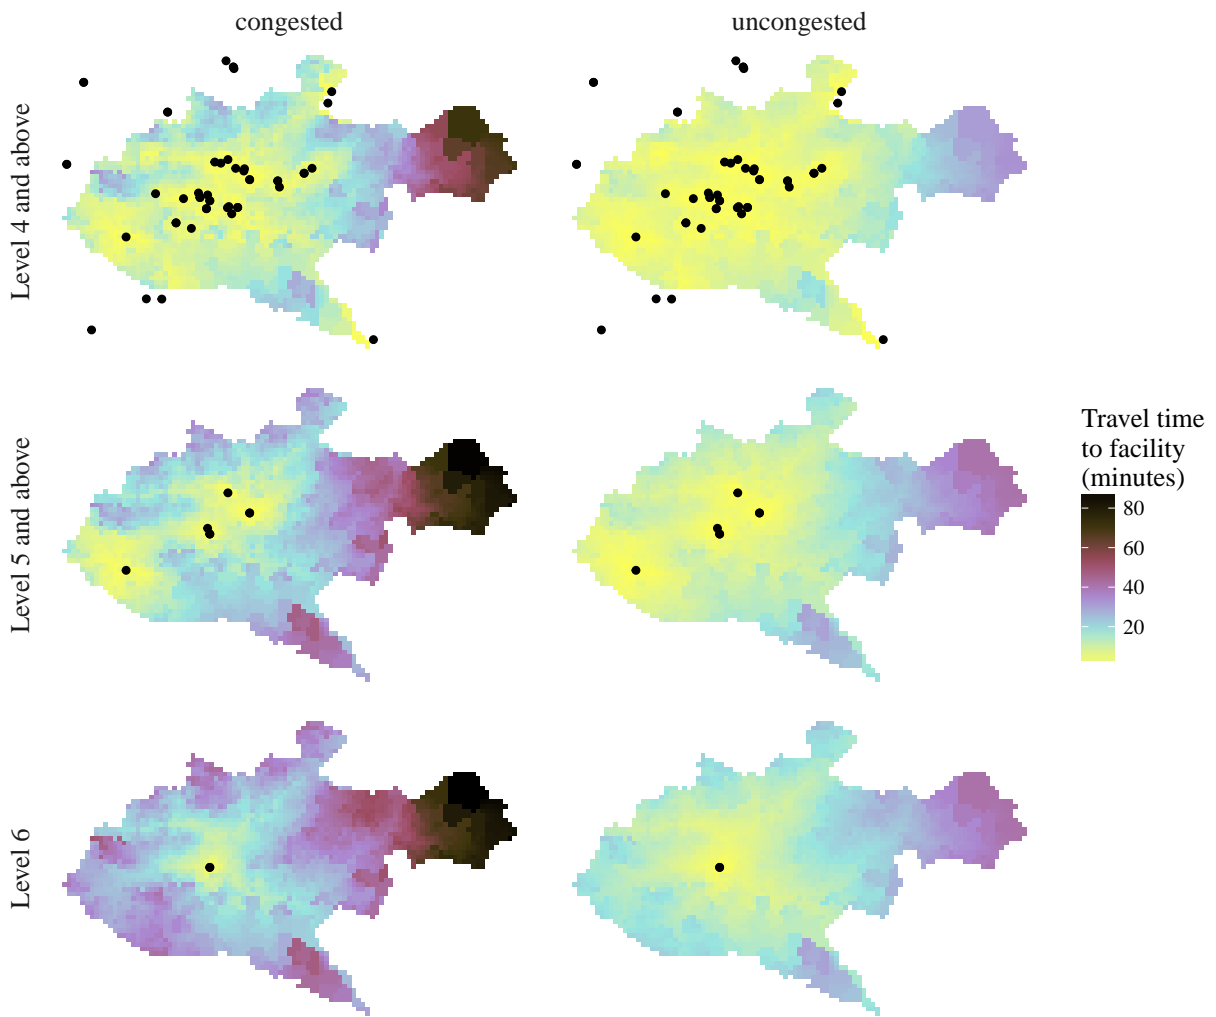 congested
uncongested
Level 4 and above
Level 5 and above
Level 6
Travel time
to facility
(minutes)
80
60
40
20